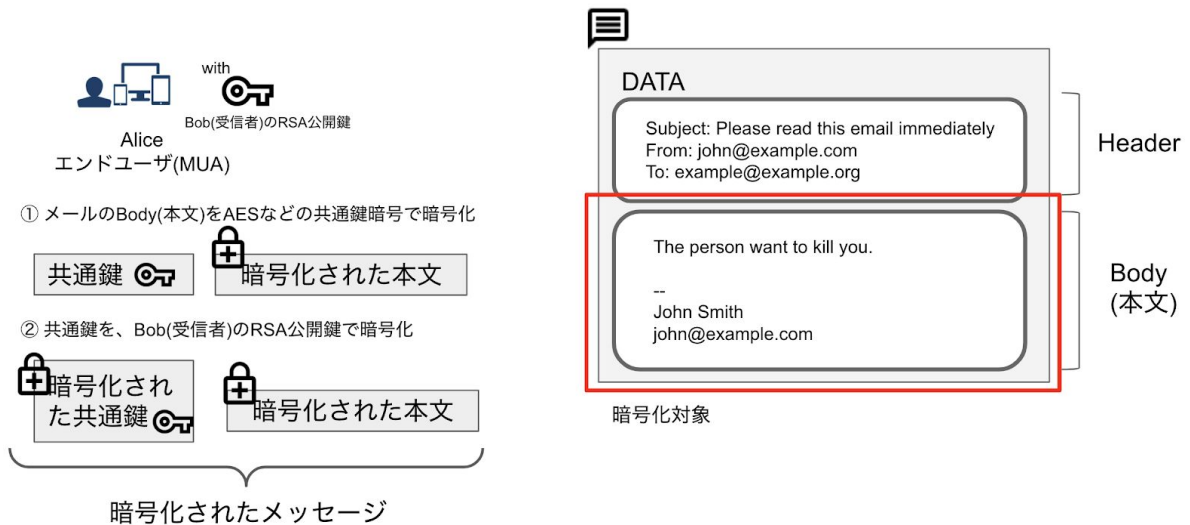 with
Bob(受信者)のRSA公開鍵
Alice
エンドユーザ(MUA)
① メールのBody(本文)をAESなどの共通鍵暗号で暗号化
共通鍵
暗号化された本文
② 共通鍵を、Bob(受信者)のRSA公開鍵で暗号化
暗号化され
た共通鍵
暗号化された本文
暗号化されたメッセージ
DATA
Subject: Please read this email immediately
From: john@example.com
To: example@example.org
Header
The person want to kill you.
--
John Smith
john@example.com
Body
(本文)
暗号化対象